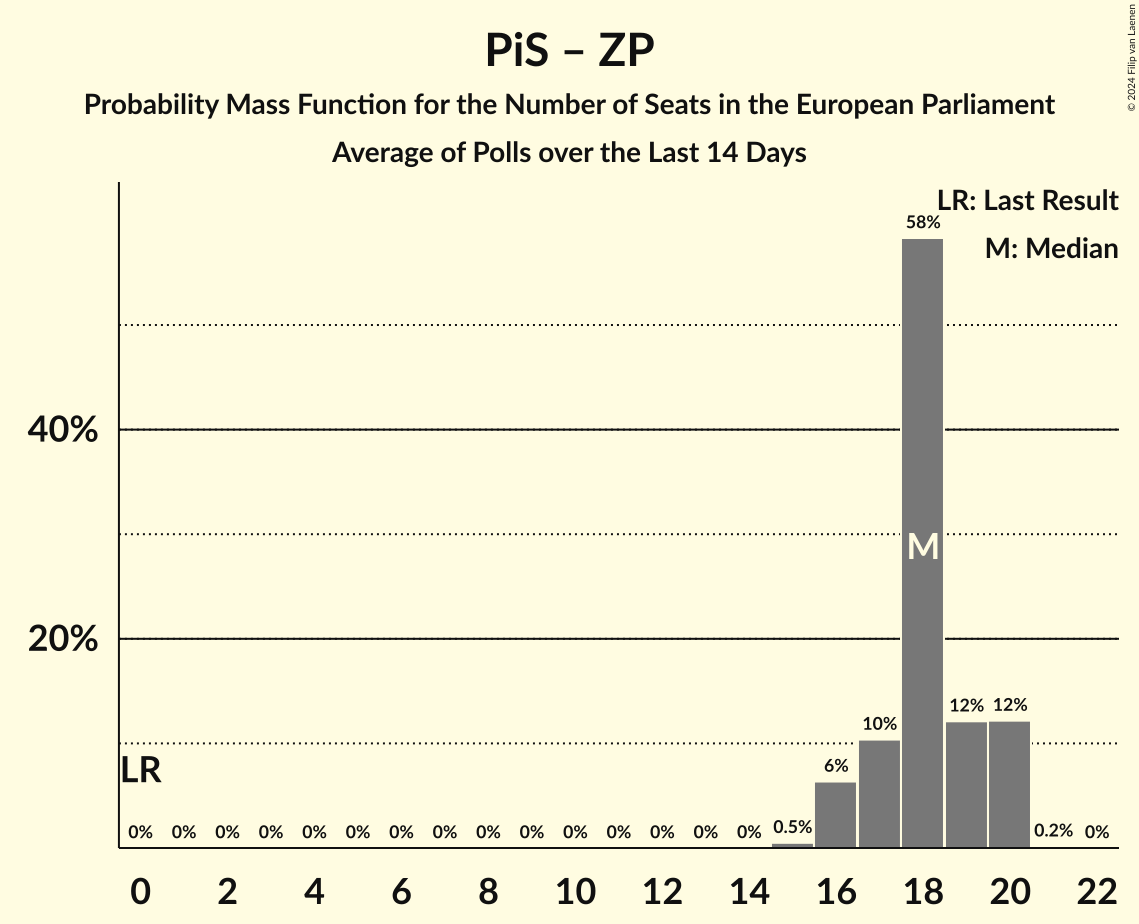 PiS – ZP
Probability Mass Function for the Number of Seats in the European Parliament
Average of Polls over the Last 14 Days
© 2024 Filip van Laenen
LR: Last Result
M: Median
58%
40%
M
20%
12% 12%
10%
6%
LR
0% 0% 0% 0% 0% 0% 0% 0% 0% 0% 0% 0% 0% 0% 0% 0.5% 0.2% 0%
0 2 4 6 8 10 12 14 16 18 20 22